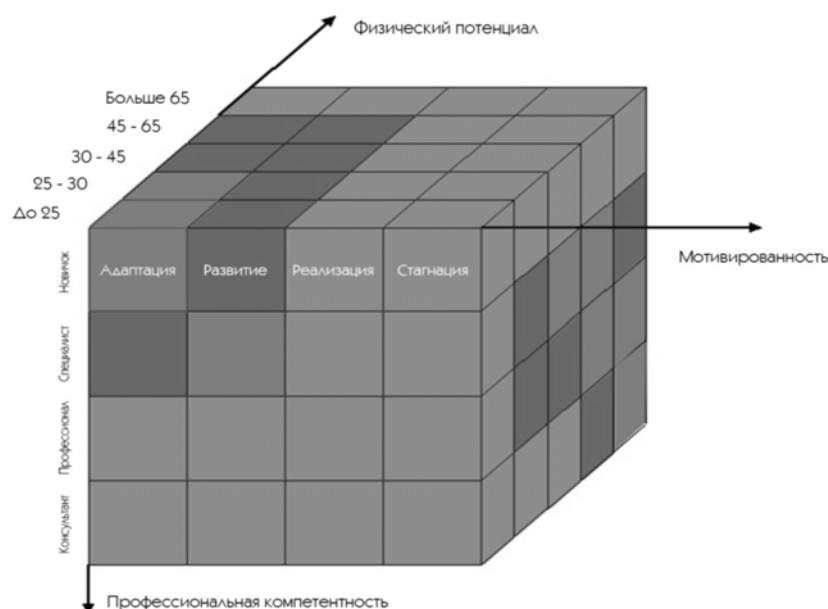 Физический потенциал
Больше 65
45 - 65
30 - 45
25 - 30
До 25
Мотивированность
Адаптация
Развитие
Реализация
Стагнация
Новичок
Специалист
Профессионал
Консультант
Профессиональная компетентность